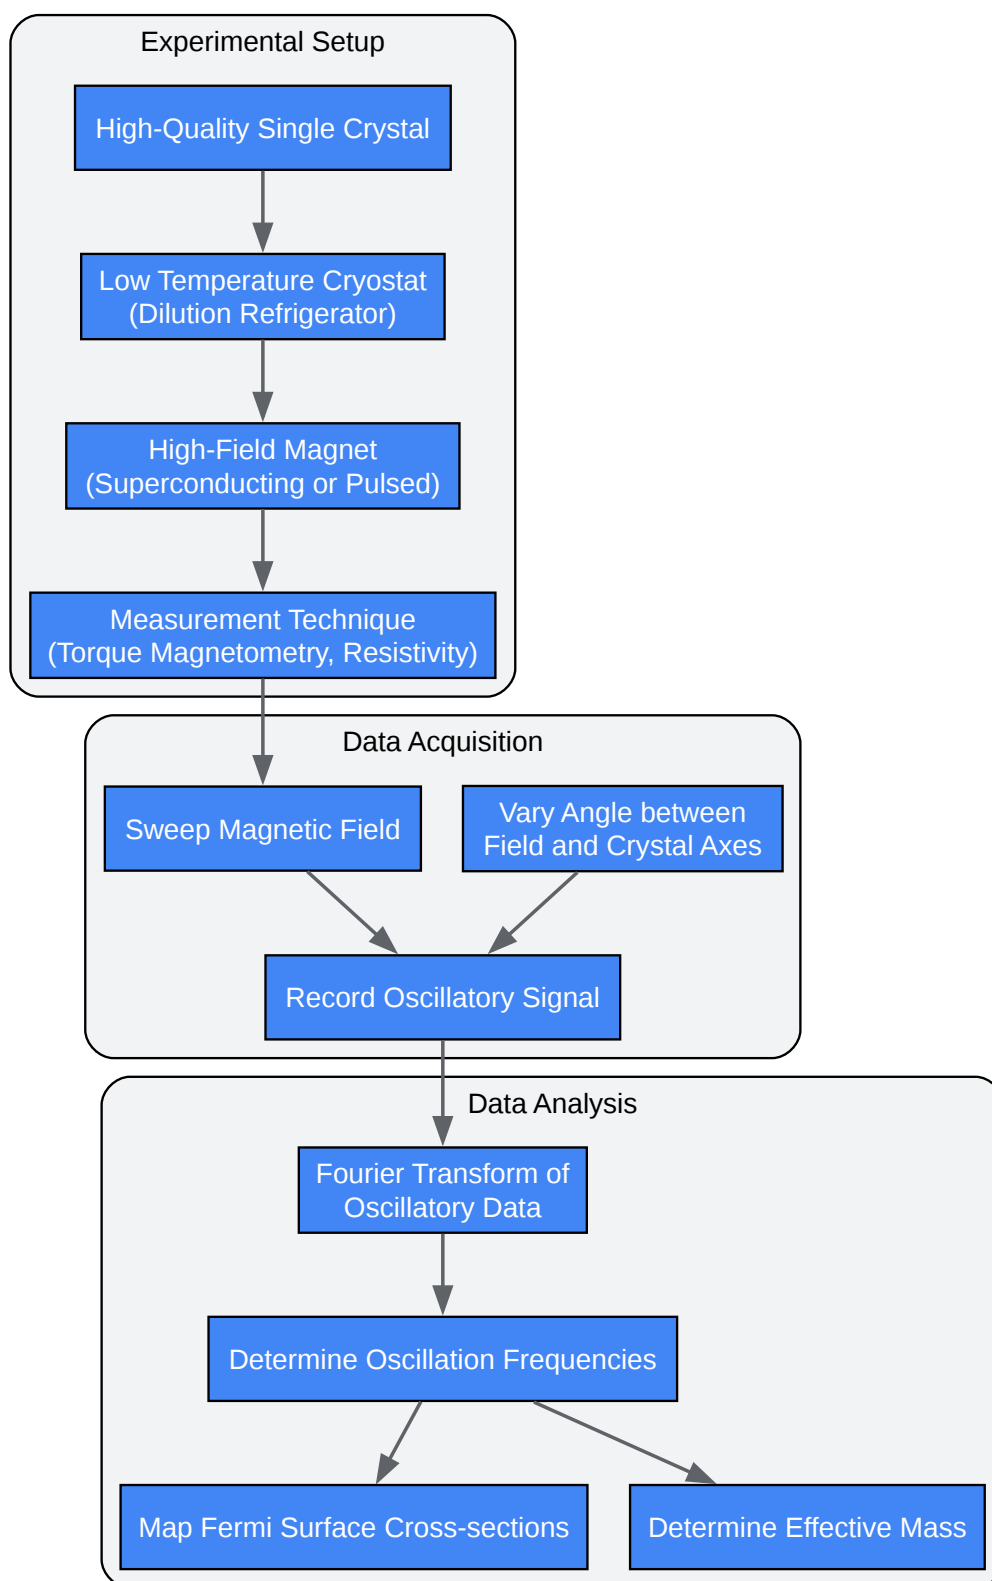 Experimental Setup
High-Quality Single Crystal
Low Temperature Cryostat
(Dilution Refrigerator)
High-Field Magnet
(Superconducting or Pulsed)
Measurement Technique
(Torque Magnetometry, Resistivity)
Data Acquisition
Sweep Magnetic Field
Vary Angle between
Field and Crystal Axes
Record Oscillatory Signal
Data Analysis
Fourier Transform of
Oscillatory Data
Determine Oscillation Frequencies
Map Fermi Surface Cross-sections
Determine Effective Mass